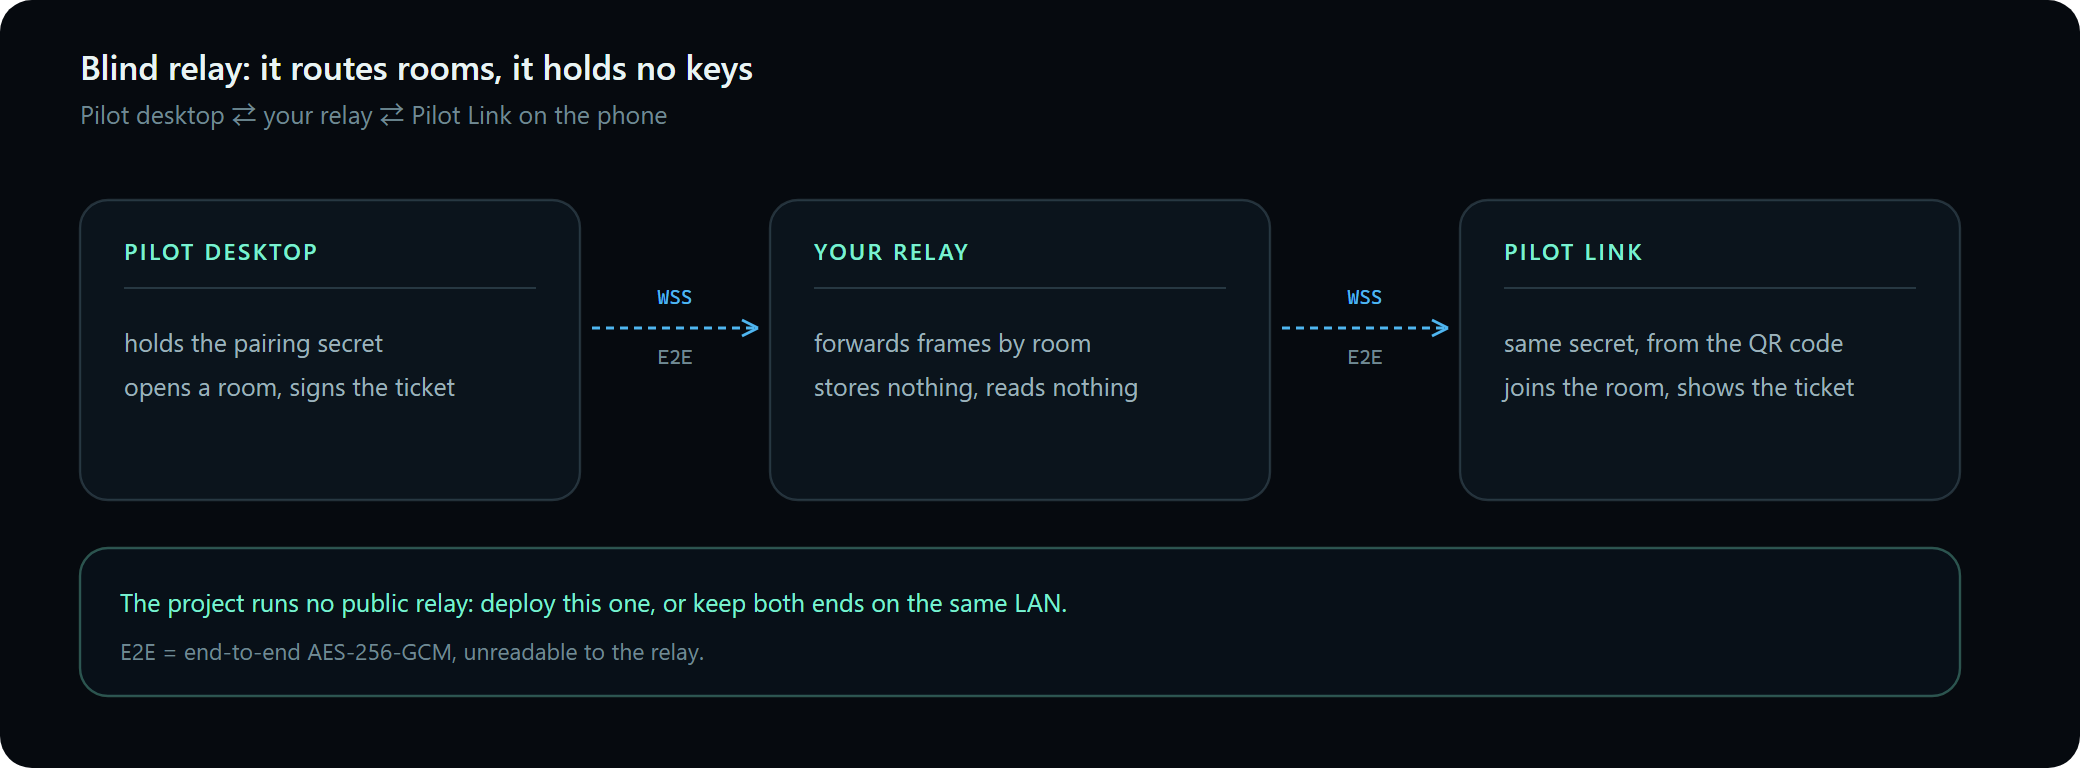 Blind relay: it routes rooms, it holds no keys
Pilot desktop ⇄ your relay ⇄ Pilot Link on the phone
PILOT DESKTOP
holds the pairing secret
opens a room, signs the ticket
WSS
E2E
YOUR RELAY
forwards frames by room
stores nothing, reads nothing
WSS
E2E
PILOT LINK
same secret, from the QR code
joins the room, shows the ticket
The project runs no public relay: deploy this one, or keep both ends on the same LAN.
E2E = end-to-end AES-256-GCM, unreadable to the relay.